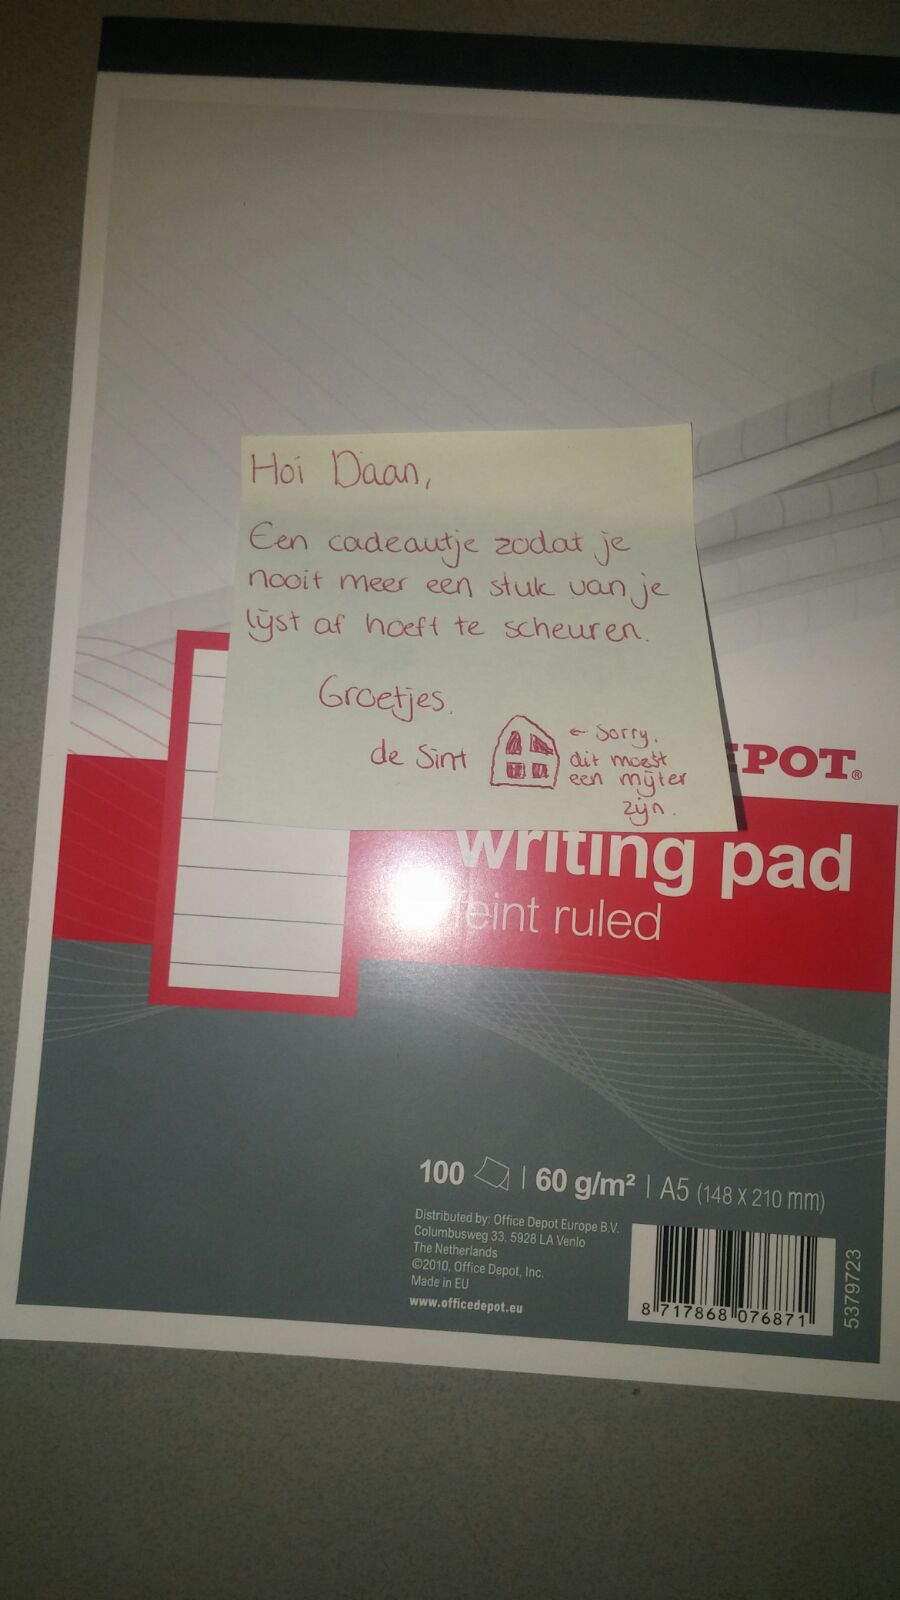 Hoi Daan,
Een cadeautje zodat je
nooit meer een stuk van je
lijst af hoeft te scheuren.
Groetjes.
de Sint
← Sorry.
dit moest
een mijter
zijn.
EPOT®
writing pad
feint ruled
100 | 60 g/m² | A5 (148 X 210 mm)
Distributed by: Office Depot Europe B.V.
Columbusweg 33, 5928 LA Venlo
The Netherlands
©2010, Office Depot, Inc.
Made in EU
www.officedepot.eu
8 717868 076871
5379723